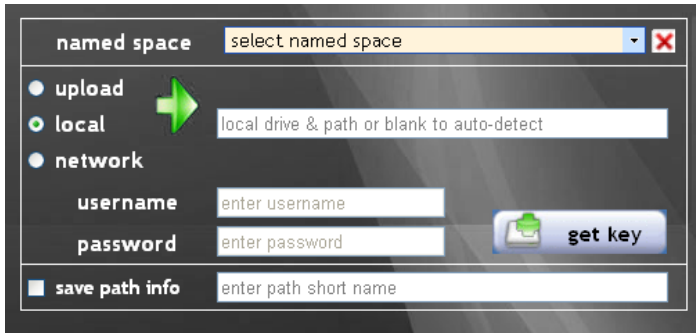 named space select named space
upload
local local drive & path or blank to auto-detect
network
username enter username
password enter password
get key
save path info enter path short name